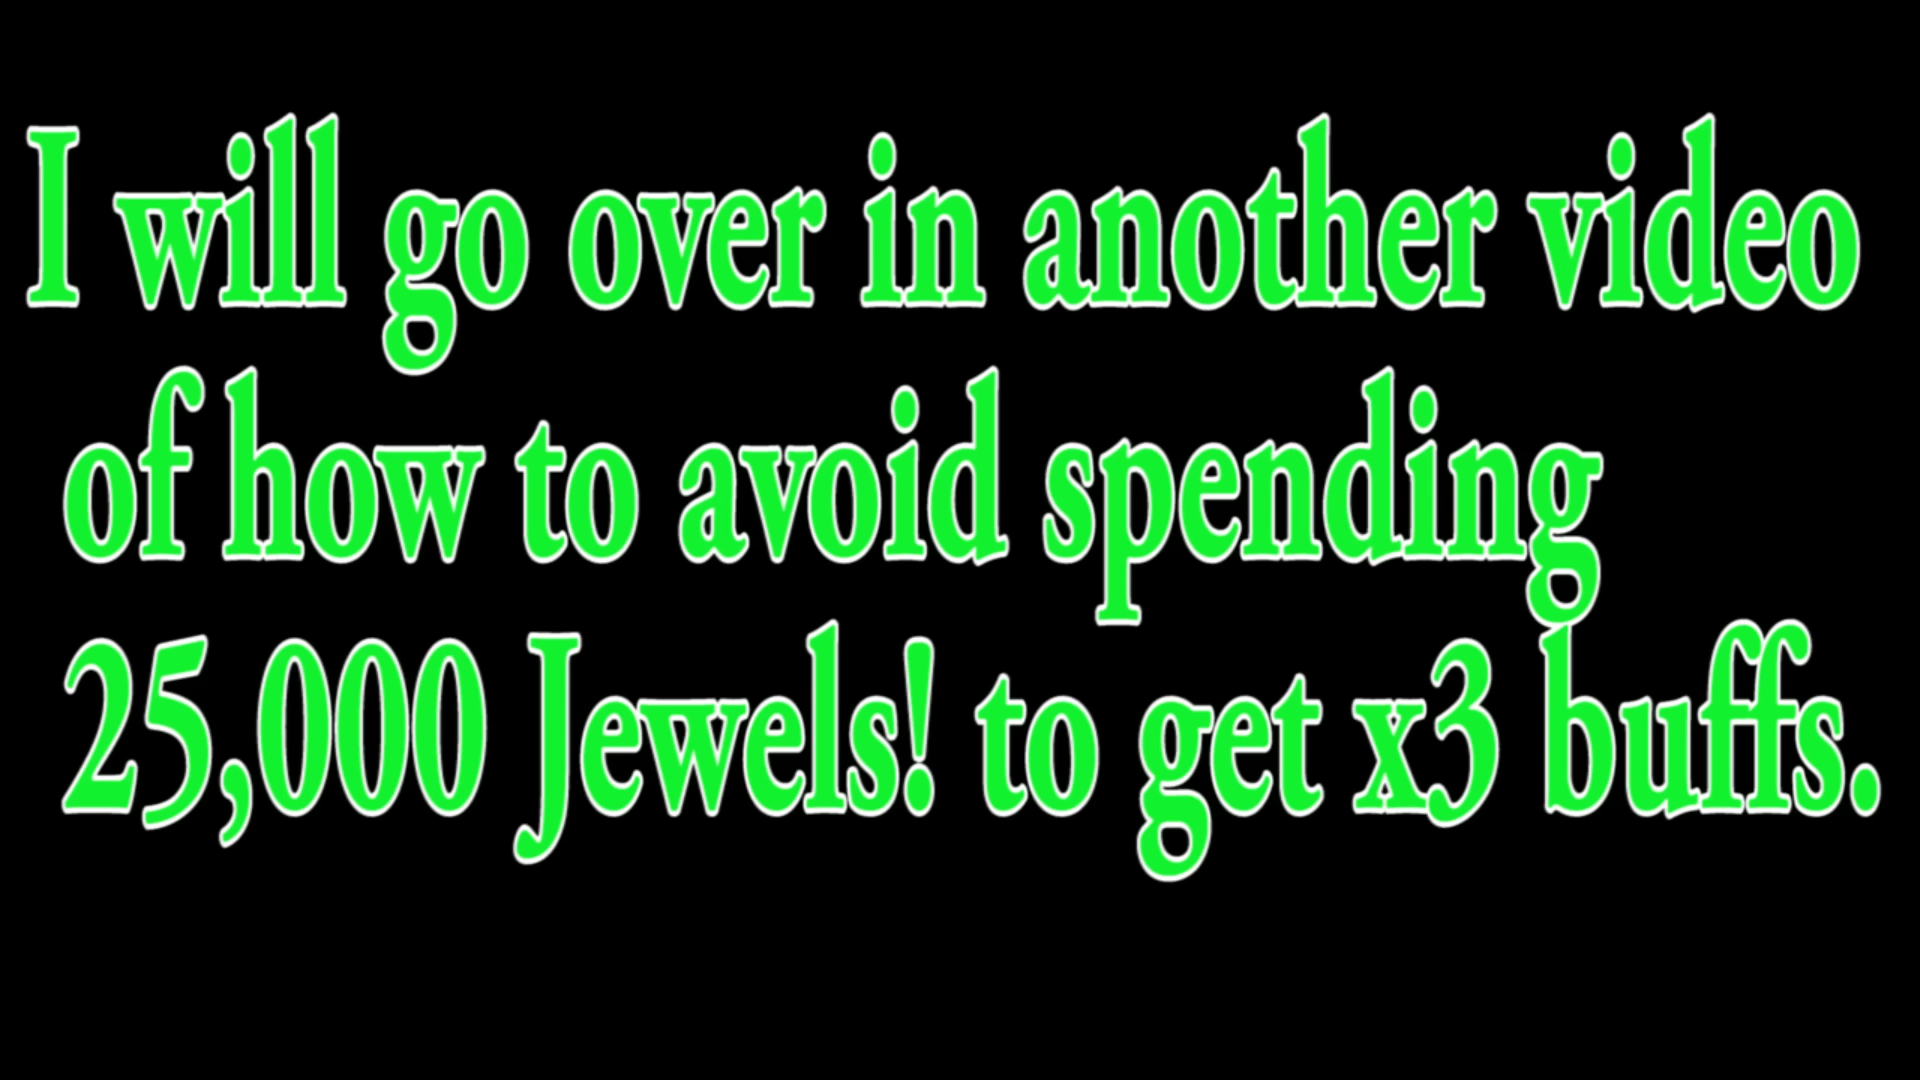 I will go over in another video
of how to avoid spending
25,000 Jewels! to get x3 buffs.